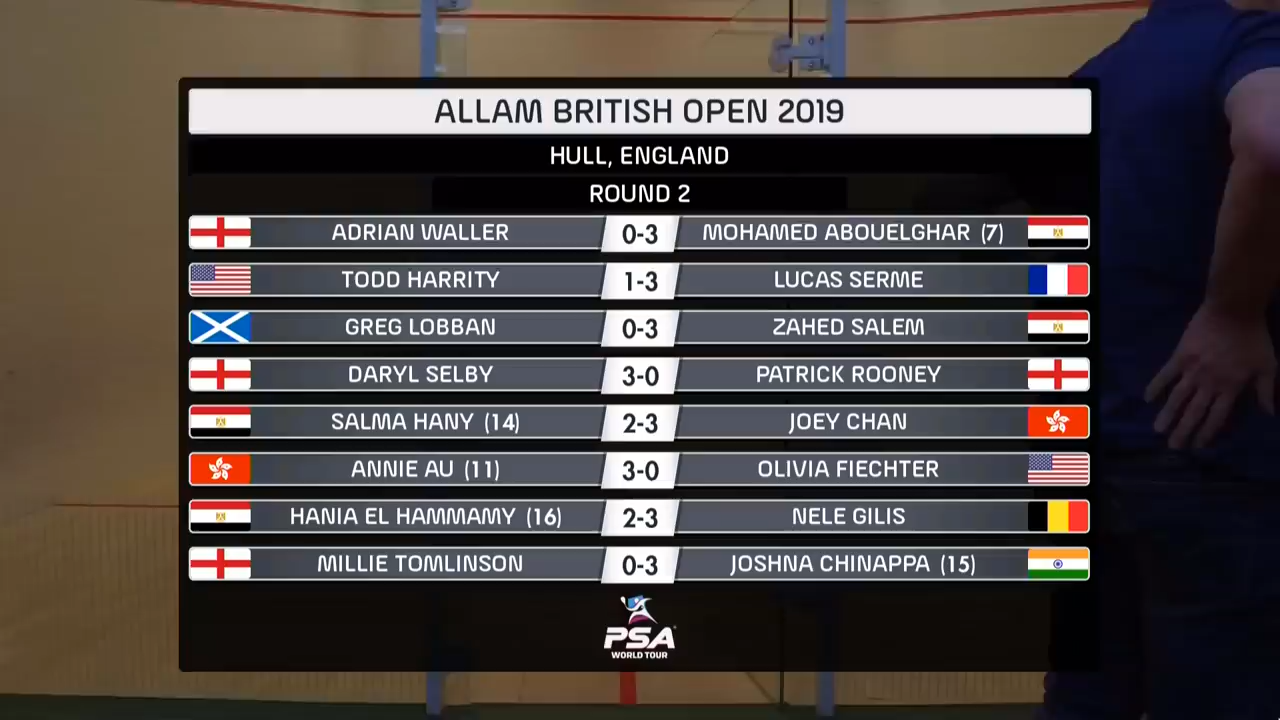 ALLAM BRITISH OPEN 2019
HULL, ENGLAND
ROUND 2
ADRIAN WALLER 0-3 MOHAMED ABOUELGHAR (7)
TODD HARRITY 1-3 LUCAS SERME
GREG LOBBAN 0-3 ZAHED SALEM
DARYL SELBY 3-0 PATRICK ROONEY
SALMA HANY (14) 2-3 JOEY CHAN
ANNIE AU (11) 3-0 OLIVIA FIECHTER
HANIA EL HAMMAMY (16) 2-3 NELE GILIS
MILLIE TOMLINSON 0-3 JOSHNA CHINAPPA (15)
PSA
WORLD TOUR